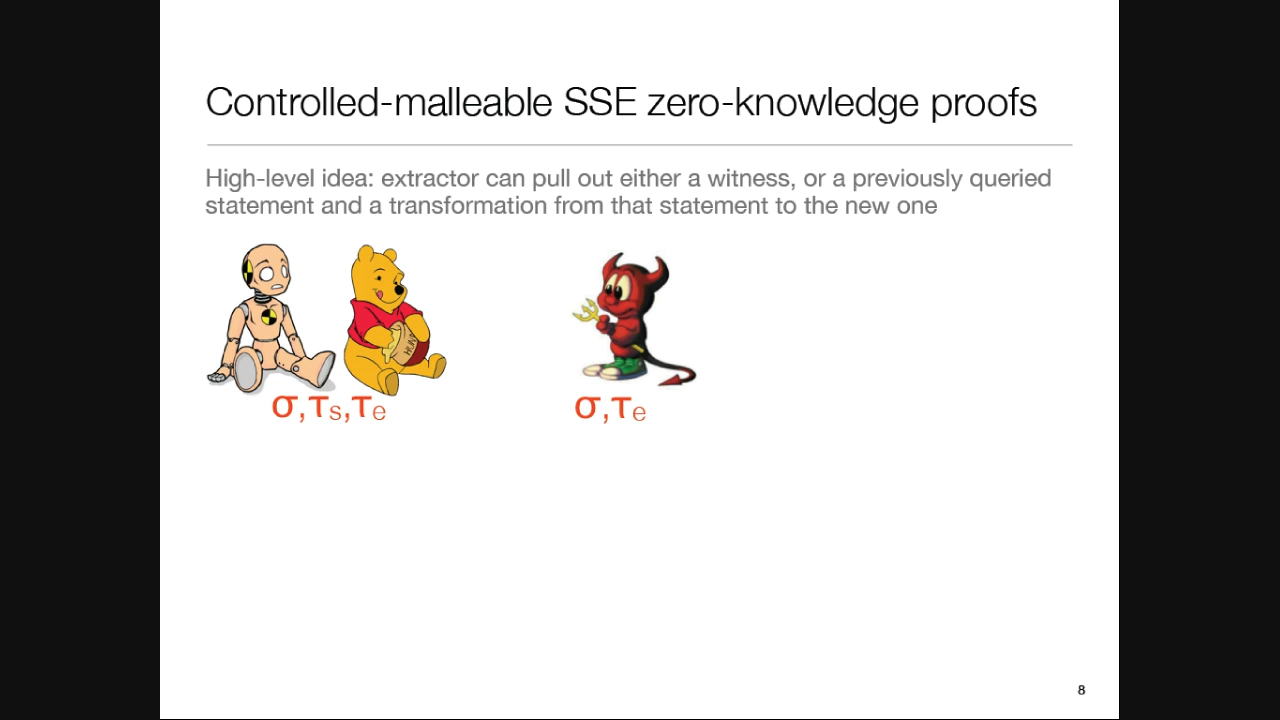 Controlled-malleable SSE zero-knowledge proofs
High-level idea: extractor can pull out either a witness, or a previously queried
statement and a transformation from that statement to the new one
HUNY
σ,τs,τe
σ,τe
8